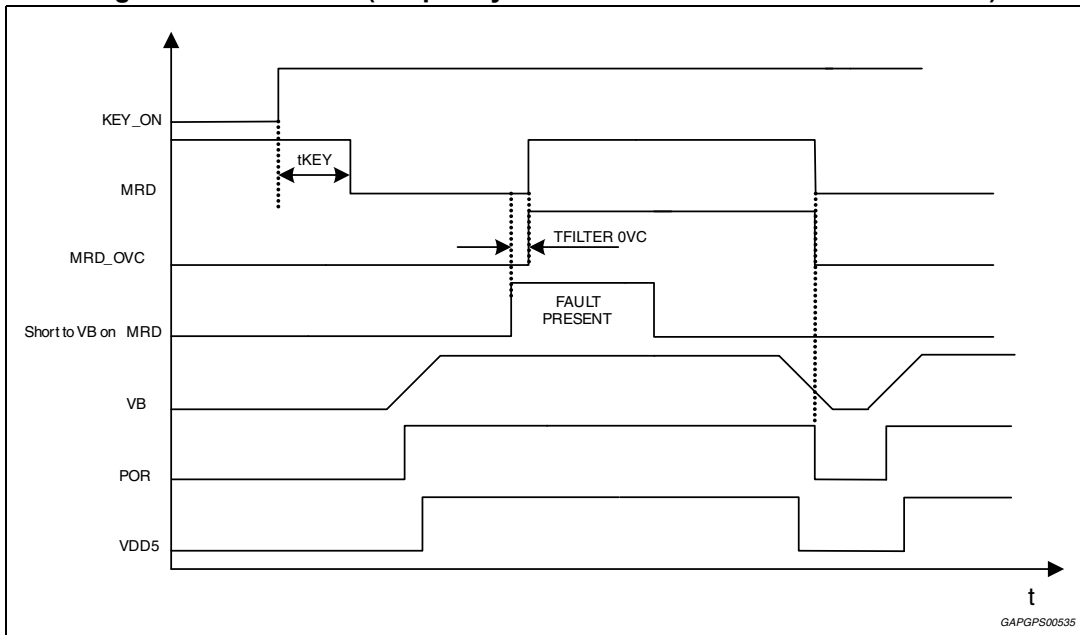 KEY_ON
tKEY
MRD
TFILTER 0VC
MRD_OVC
FAULT
PRESENT
Short to VB on MRD
VB
POR
VDD5
t
GAPGPS00535